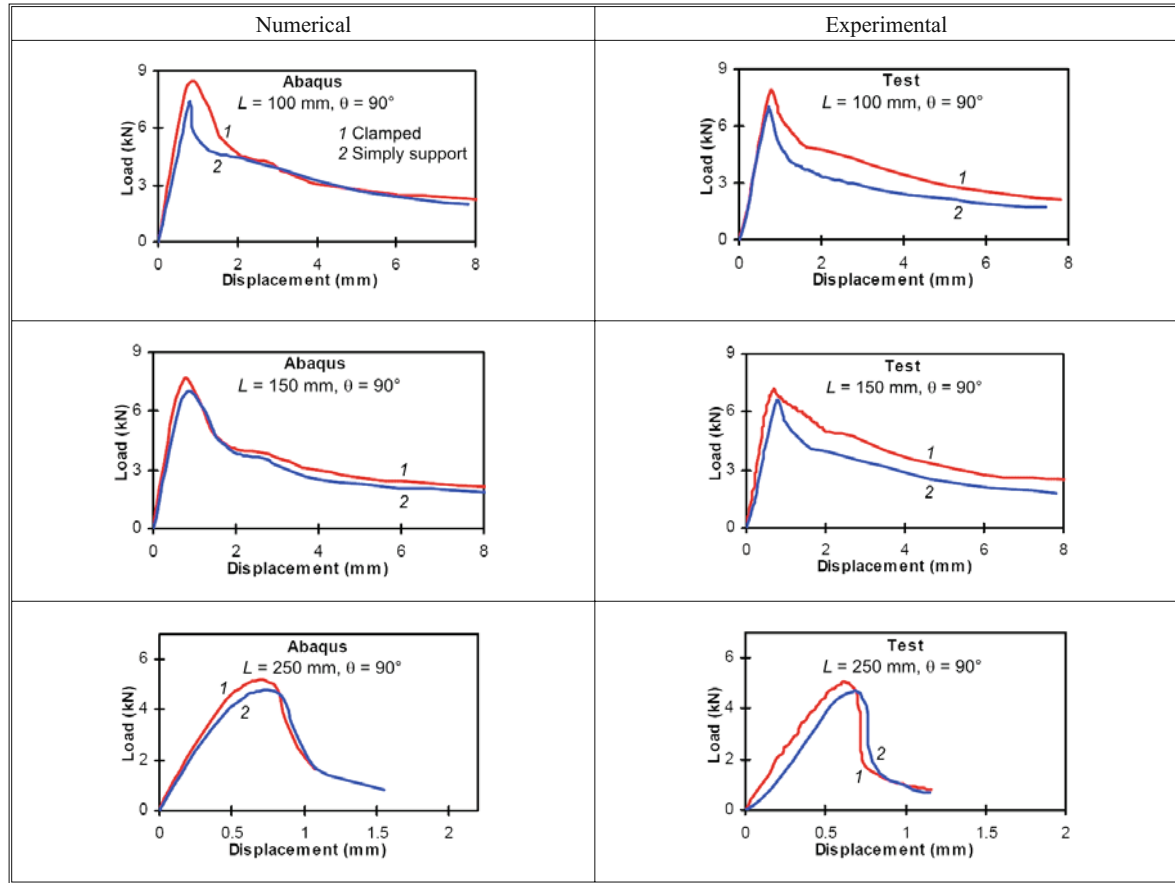 Numerical
Experimental
Abaqus
L = 100 mm, θ = 90°
1 Clamped
2 Simply support
1
2
Load (kN)
9
6
3
0
0 2 4 6 8
Displacement (mm)
Test
L = 100 mm, θ = 90°
1
2
Load (kN)
9
6
3
0
0 2 4 6 8
Displacement (mm)
Abaqus
L = 150 mm, θ = 90°
1
2
Load (kN)
9
6
3
0
0 2 4 6 8
Displacement (mm)
Test
L = 150 mm, θ = 90°
1
2
Load (kN)
9
6
3
0
0 2 4 6 8
Displacement (mm)
Abaqus
L = 250 mm, θ = 90°
1
2
Load (kN)
6
4
2
0
0 0.5 1 1.5 2
Displacement (mm)
Test
L = 250 mm, θ = 90°
2
1
Load (kN)
6
4
2
0
0 0.5 1 1.5 2
Displacement (mm)